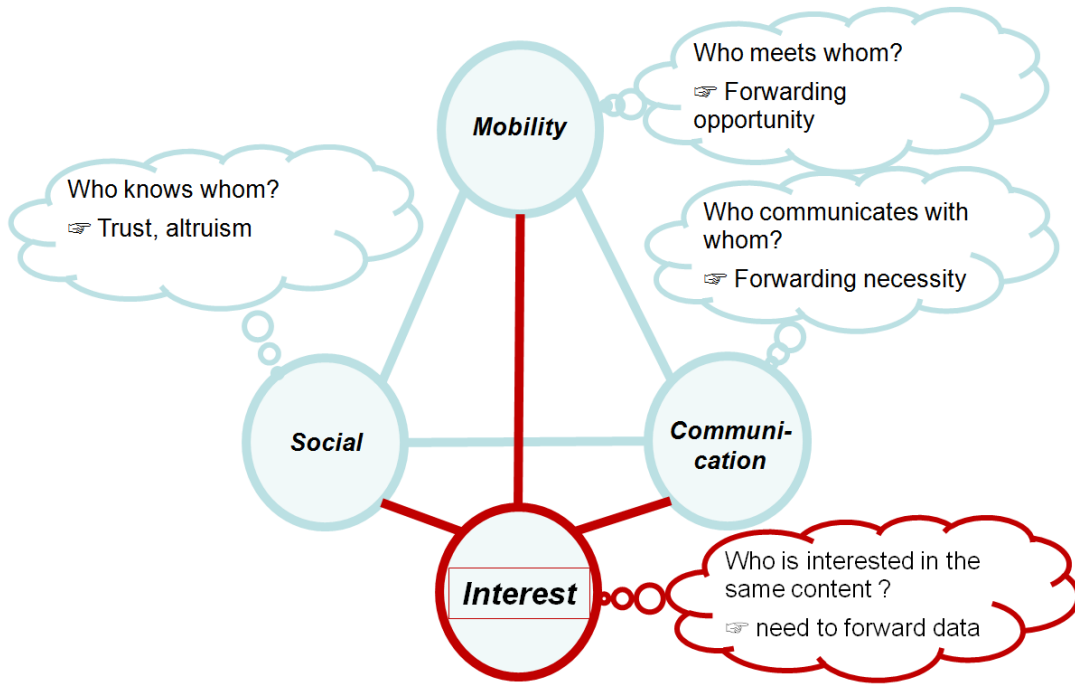 Who meets whom?
☞ Forwarding
opportunity
Mobility
Who knows whom?
☞ Trust, altruism
Who communicates with
whom?
☞ Forwarding necessity
Social
Communi-
cation
Interest
Who is interested in the
same content ?
☞ need to forward data